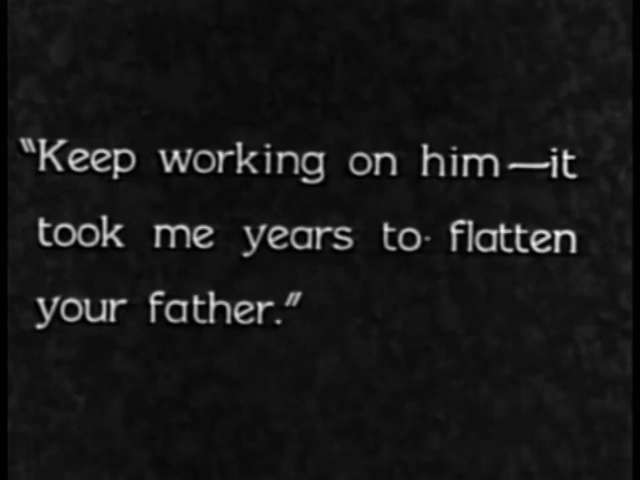 “Keep working on him—it
took me years to flatten
your father.”